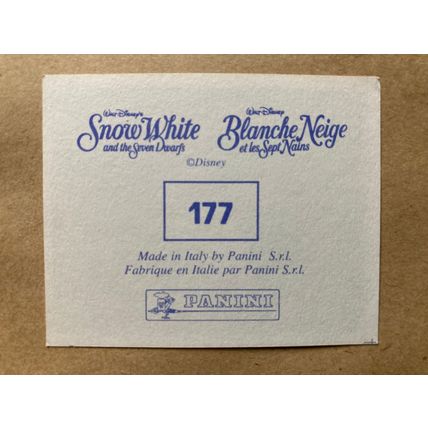 Walt Disney's
Snow White
and the Seven Dwarfs
Walt Disney
Blanche Neige
et les Sept Nains
©Disney
177
Made in Italy by Panini S.r.l.
Fabrique en Italie par Panini S.r.l.
PANINI